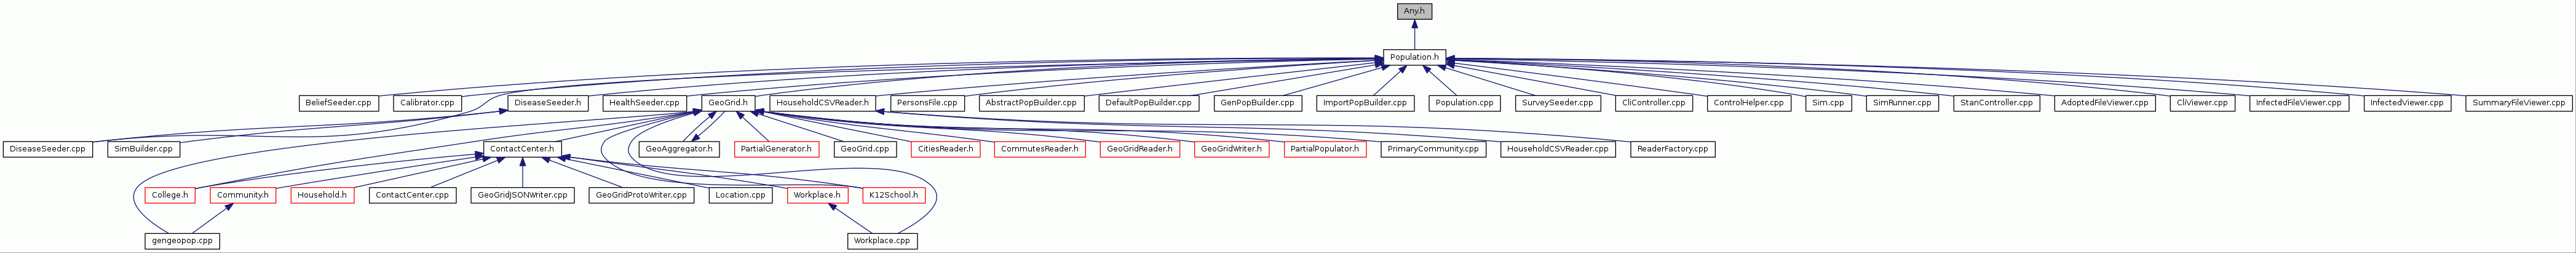 Any.h
Population.h
BeliefSeeder.cpp
Calibrator.cpp
DiseaseSeeder.h
HealthSeeder.cpp
GeoGrid.h
HouseholdCSVReader.h
PersonsFile.cpp
AbstractPopBuilder.cpp
DefaultPopBuilder.cpp
GenPopBuilder.cpp
ImportPopBuilder.cpp
Population.cpp
SurveySeeder.cpp
CliController.cpp
ControlHelper.cpp
Sim.cpp
SimRunner.cpp
StanController.cpp
AdoptedFileViewer.cpp
CliViewer.cpp
InfectedFileViewer.cpp
InfectedViewer.cpp
SummaryFileViewer.cpp
DiseaseSeeder.cpp
SimBuilder.cpp
ContactCenter.h
GeoAggregator.h
PartialGenerator.h
GeoGrid.cpp
CitiesReader.h
CommutesReader.h
GeoGridReader.h
GeoGridWriter.h
PartialPopulator.h
PrimaryCommunity.cpp
HouseholdCSVReader.cpp
ReaderFactory.cpp
College.h
Community.h
Household.h
ContactCenter.cpp
GeoGridJSONWriter.cpp
GeoGridProtoWriter.cpp
Location.cpp
Workplace.h
K12School.h
gengeopop.cpp
Workplace.cpp